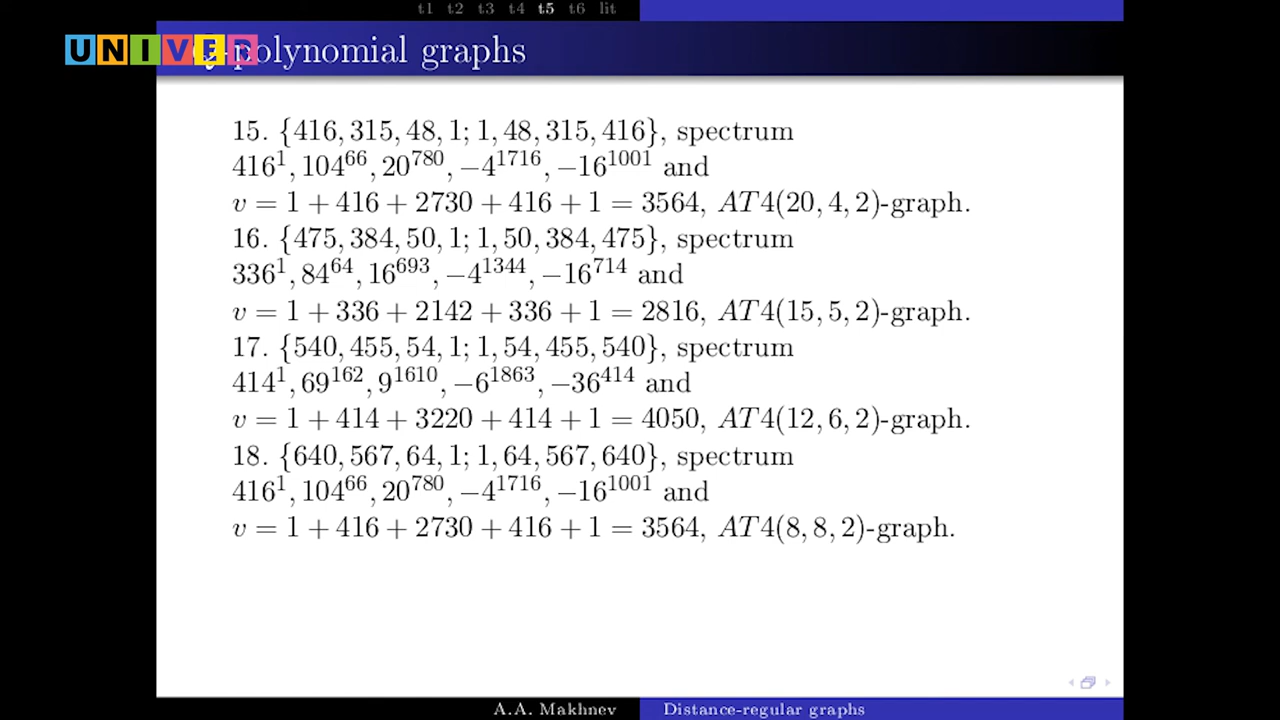 t1 t2 t3 t4 t5 t6 lit
UNIVER
Q-polynomial graphs
15. {416, 315, 48, 1; 1, 48, 315, 416}, spectrum
416^1, 104^66, 20^780, −4^1716, −16^1001 and
v = 1 + 416 + 2730 + 416 + 1 = 3564, AT4(20, 4, 2)-graph.
16. {475, 384, 50, 1; 1, 50, 384, 475}, spectrum
336^1, 84^64, 16^693, −4^1344, −16^714 and
v = 1 + 336 + 2142 + 336 + 1 = 2816, AT4(15, 5, 2)-graph.
17. {540, 455, 54, 1; 1, 54, 455, 540}, spectrum
414^1, 69^162, 9^1610, −6^1863, −36^414 and
v = 1 + 414 + 3220 + 414 + 1 = 4050, AT4(12, 6, 2)-graph.
18. {640, 567, 64, 1; 1, 64, 567, 640}, spectrum
416^1, 104^66, 20^780, −4^1716, −16^1001 and
v = 1 + 416 + 2730 + 416 + 1 = 3564, AT4(8, 8, 2)-graph.
A.A. Makhnev Distance-regular graphs